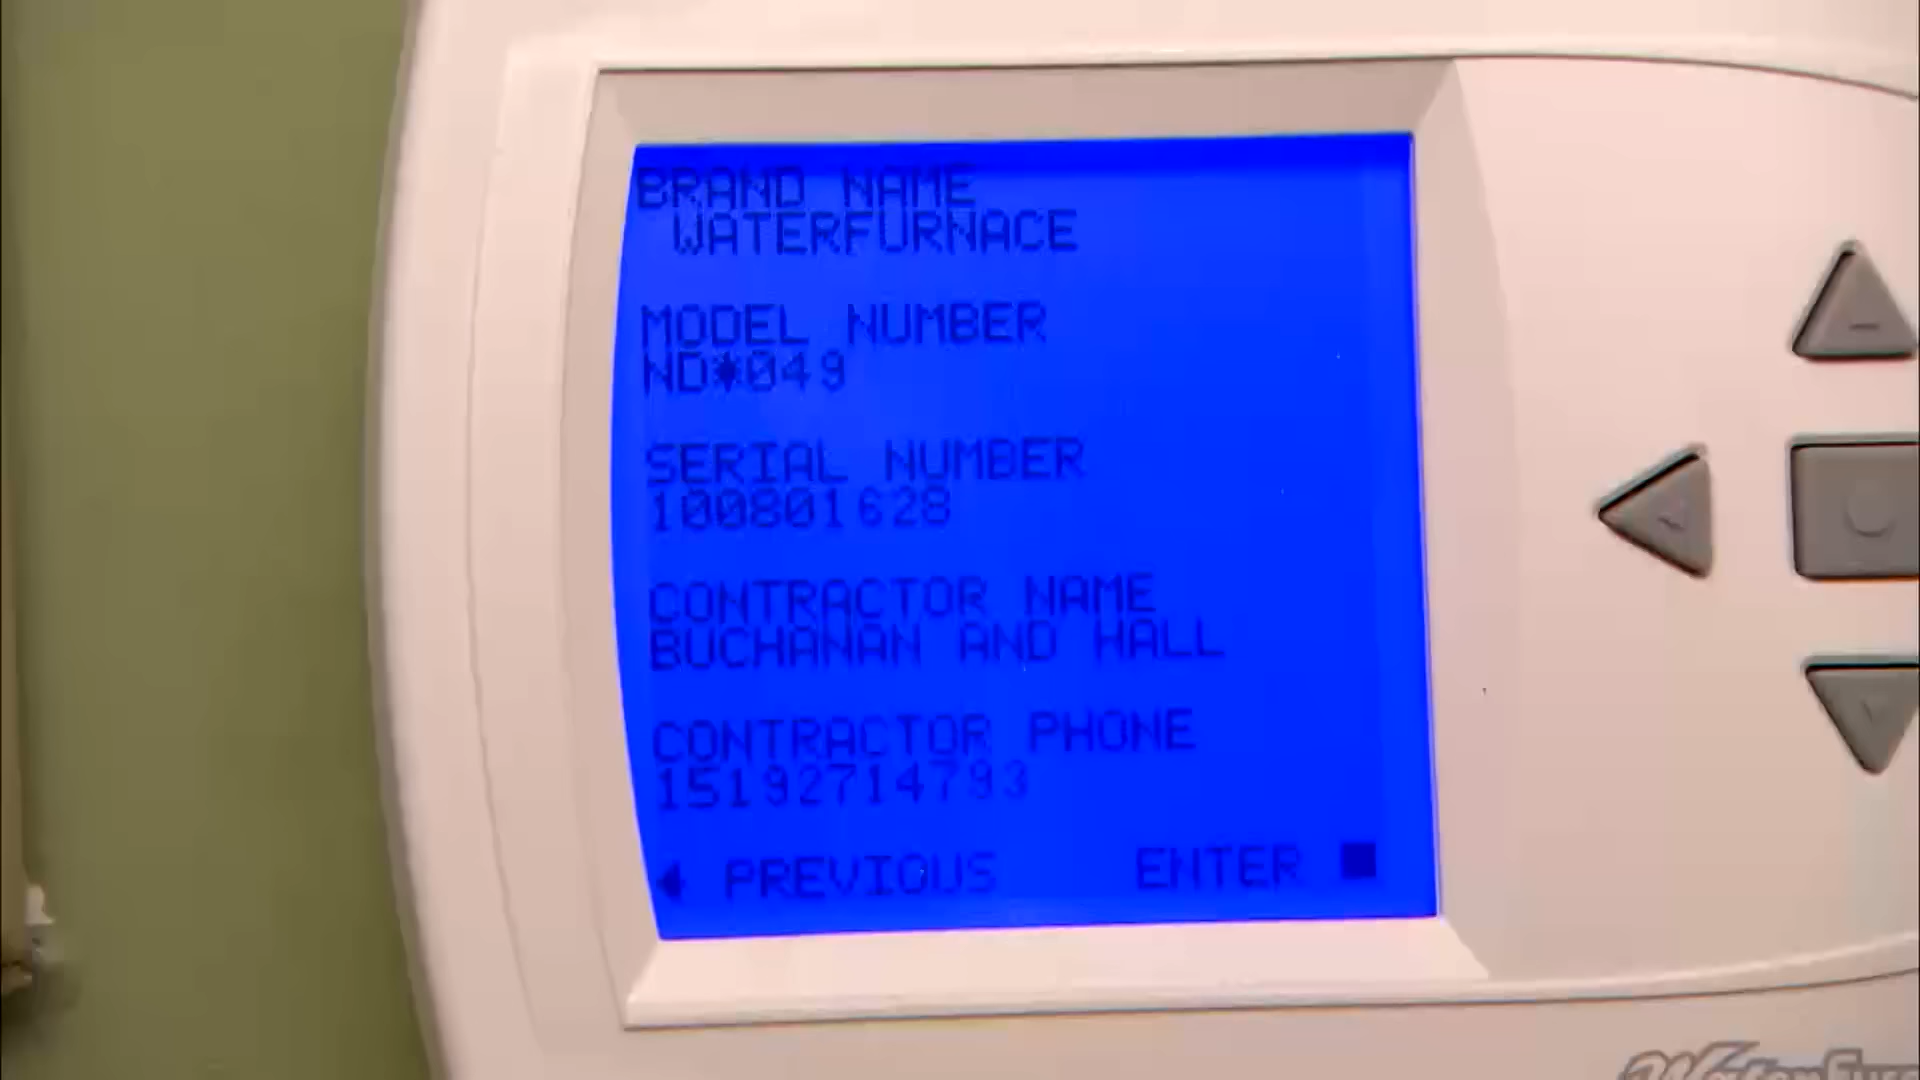 BRAND NAME
WATERFURNACE
MODEL NUMBER
ND*049
SERIAL NUMBER
100801628
CONTRACTOR NAME
BUCHANAN AND HALL
CONTRACTOR PHONE
15192714793
◀ PREVIOUS ENTER ■